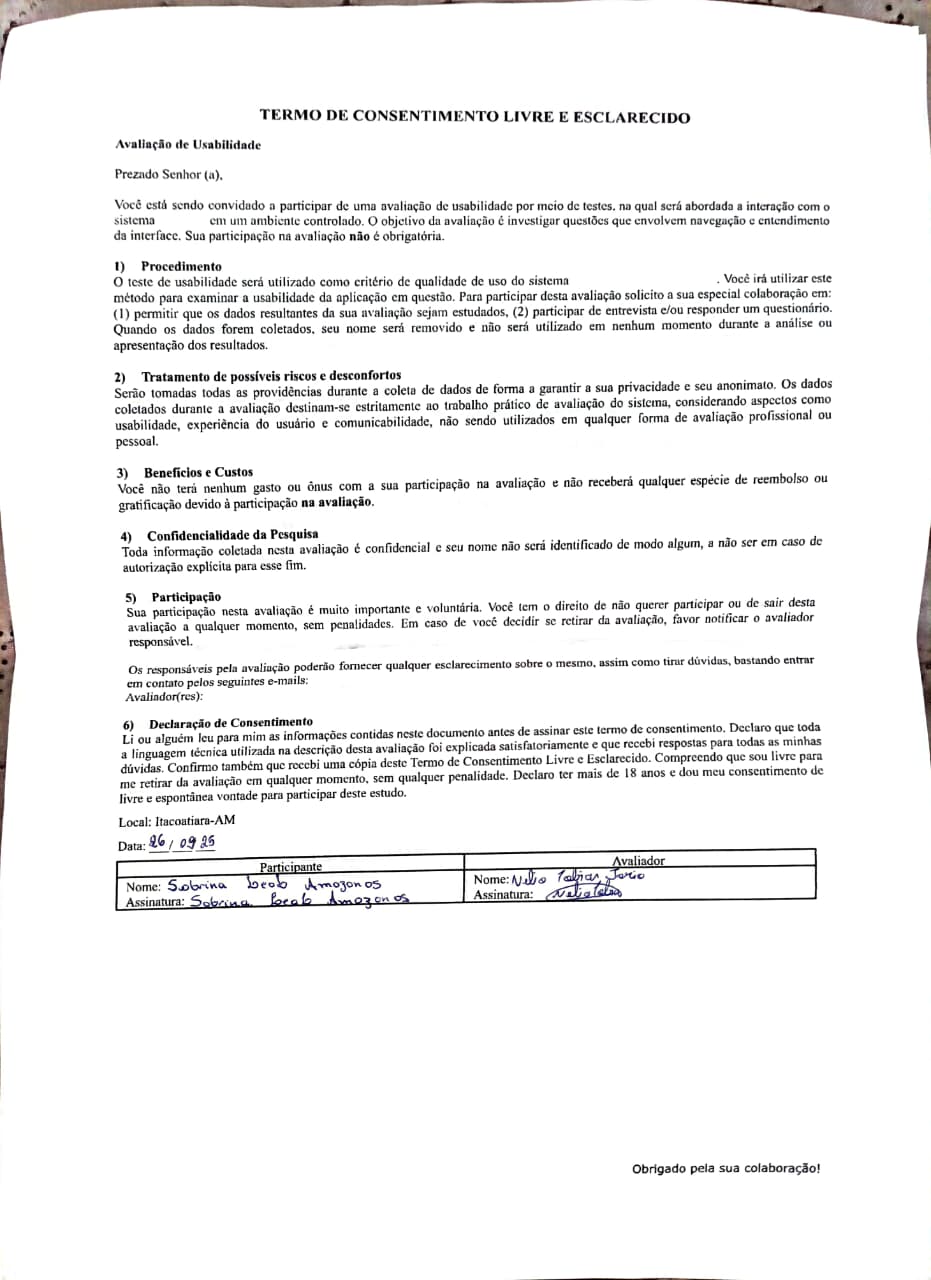 TERMO DE CONSENTIMENTO LIVRE E ESCLARECIDO
Avaliação de Usabilidade
Prezado Senhor (a),
Você está sendo convidado a participar de uma avaliação de usabilidade por meio de testes, na qual será abordada a interação com o
sistema em um ambiente controlado. O objetivo da avaliação é investigar questões que envolvem navegação e entendimento
da interface. Sua participação na avaliação não é obrigatória.
1) Procedimento
O teste de usabilidade será utilizado como critério de qualidade de uso do sistema . Você irá utilizar este
método para examinar a usabilidade da aplicação em questão. Para participar desta avaliação solicito a sua especial colaboração em:
(1) permitir que os dados resultantes da sua avaliação sejam estudados, (2) participar de entrevista e/ou responder um questionário.
Quando os dados forem coletados, seu nome será removido e não será utilizado em nenhum momento durante a análise ou
apresentação dos resultados.
2) Tratamento de possíveis riscos e desconfortos
Serão tomadas todas as providências durante a coleta de dados de forma a garantir a sua privacidade e seu anonimato. Os dados
coletados durante a avaliação destinam-se estritamente ao trabalho prático de avaliação do sistema, considerando aspectos como
usabilidade, experiência do usuário e comunicabilidade, não sendo utilizados em qualquer forma de avaliação profissional ou
pessoal.
3) Benefícios e Custos
Você não terá nenhum gasto ou ônus com a sua participação na avaliação e não receberá qualquer espécie de reembolso ou
gratificação devido à participação na avaliação.
4) Confidencialidade da Pesquisa
Toda informação coletada nesta avaliação é confidencial e seu nome não será identificado de modo algum, a não ser em caso de
autorização explícita para esse fim.
5) Participação
Sua participação nesta avaliação é muito importante e voluntária. Você tem o direito de não querer participar ou de sair desta
avaliação a qualquer momento, sem penalidades. Em caso de você decidir se retirar da avaliação, favor notificar o avaliador
responsável.
Os responsáveis pela avaliação poderão fornecer qualquer esclarecimento sobre o mesmo, assim como tirar dúvidas, bastando entrar
em contato pelos seguintes e-mails:
Avaliador(res):
6) Declaração de Consentimento
Li ou alguém leu para mim as informações contidas neste documento antes de assinar este termo de consentimento. Declaro que toda
a linguagem técnica utilizada na descrição desta avaliação foi explicada satisfatoriamente e que recebi respostas para todas as minhas
dúvidas. Confirmo também que recebi uma cópia deste Termo de Consentimento Livre e Esclarecido. Compreendo que sou livre para
me retirar da avaliação em qualquer momento, sem qualquer penalidade. Declaro ter mais de 18 anos e dou meu consentimento de
livre e espontânea vontade para participar deste estudo.
Local: Itacoatiara-AM
Data: 26 / 09 25
Participante Avaliador
Nome: Sabrina Amazonas Nome:
Assinatura: Sabrina Amazonas Assinatura:
Obrigado pela sua colaboração!